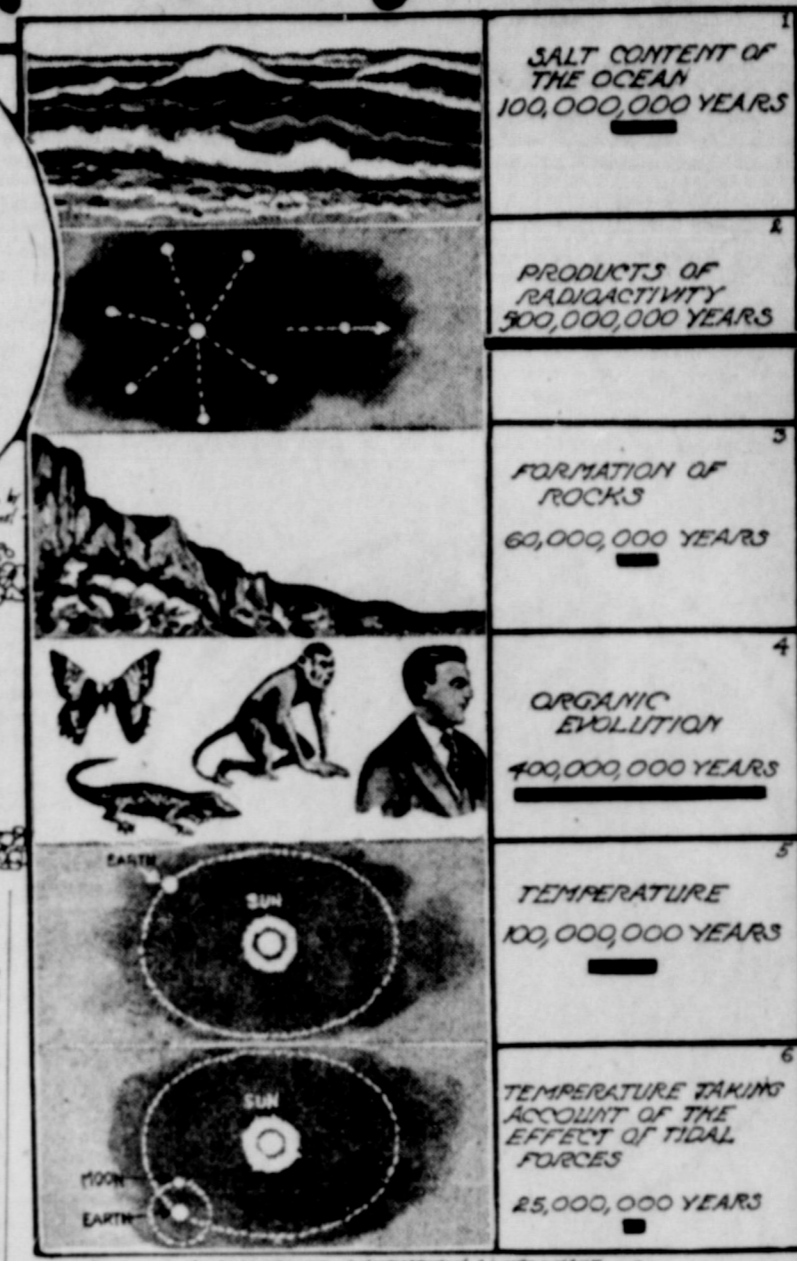 1
SALT CONTENT OF
THE OCEAN
100,000,000 YEARS
2
PRODUCTS OF
RADIOACTIVITY
900,000,000 YEARS
3
FORMATION OF
ROCKS
60,000,000 YEARS
4
ORGANIC
EVOLUTION
400,000,000 YEARS
EARTH
SUN
5
TEMPERATURE
100,000,000 YEARS
SUN
MOON
EARTH
6
TEMPERATURE TAKING
ACCOUNT OF THE
EFFECT OF TIDAL
FORCES
25,000,000 YEARS